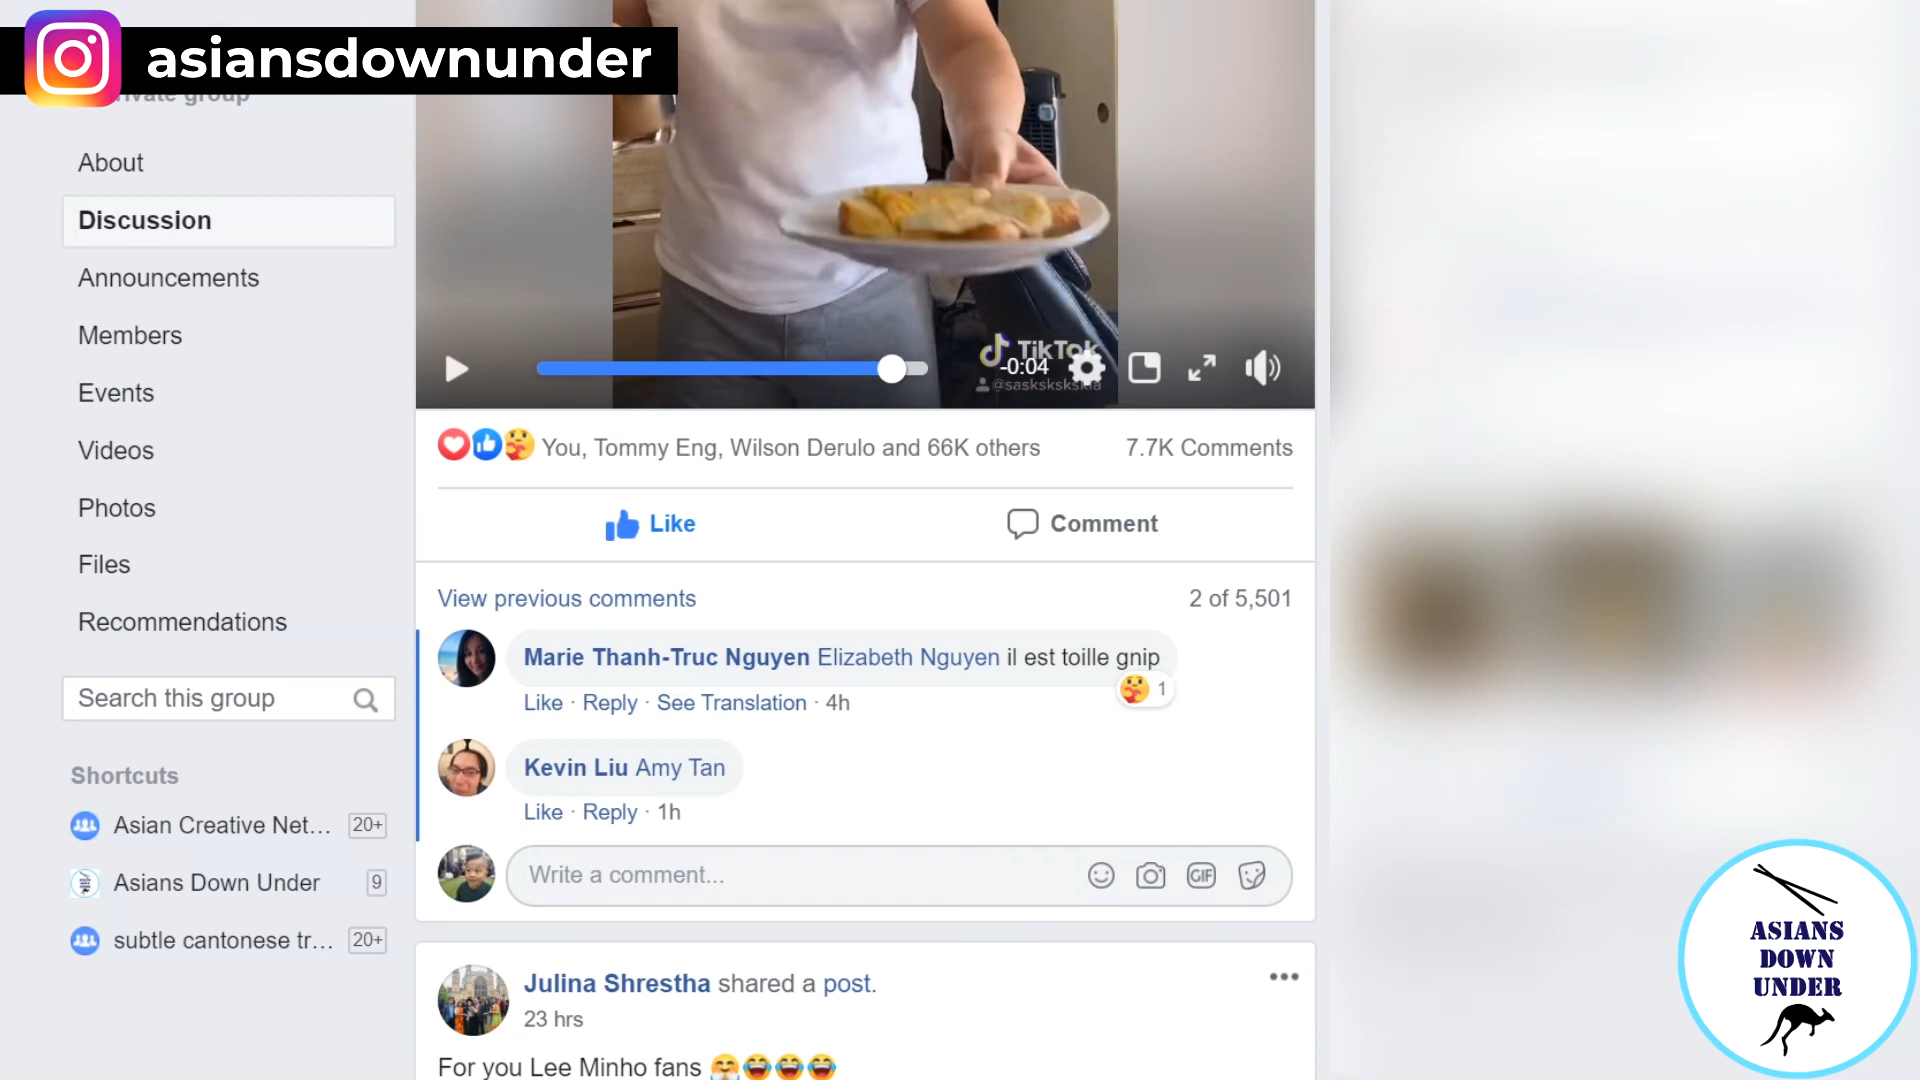 asiansdownunder
Private group
About
Discussion
Announcements
Members
Events
Videos
Photos
Files
Recommendations
Search this group
Shortcuts
Asian Creative Net... 20+
Asians Down Under 9
subtle cantonese tr... 20+
TikTok
-0:04
You, Tommy Eng, Wilson Derulo and 66K others 7.7K Comments
Like Comment
View previous comments 2 of 5,501
Marie Thanh-Truc Nguyen Elizabeth Nguyen il est toille gnip
1
Like · Reply · See Translation · 4h
Kevin Liu Amy Tan
Like · Reply · 1h
Write a comment...
GIF
Julina Shrestha shared a post.
23 hrs
For you Lee Minho fans
ASIANS
DOWN
UNDER